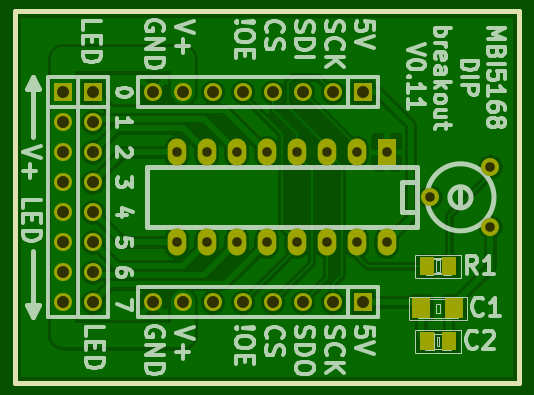 LED
GND
V+
!OE
CS
SDI
SCK
5V
MBI5168
DIP
breakout
V0.11
0
1
2
3
4
5
6
7
V+ LED
R1
C1
C2
LED
GND
V+
!OE
CS
SDO
SCK
5V